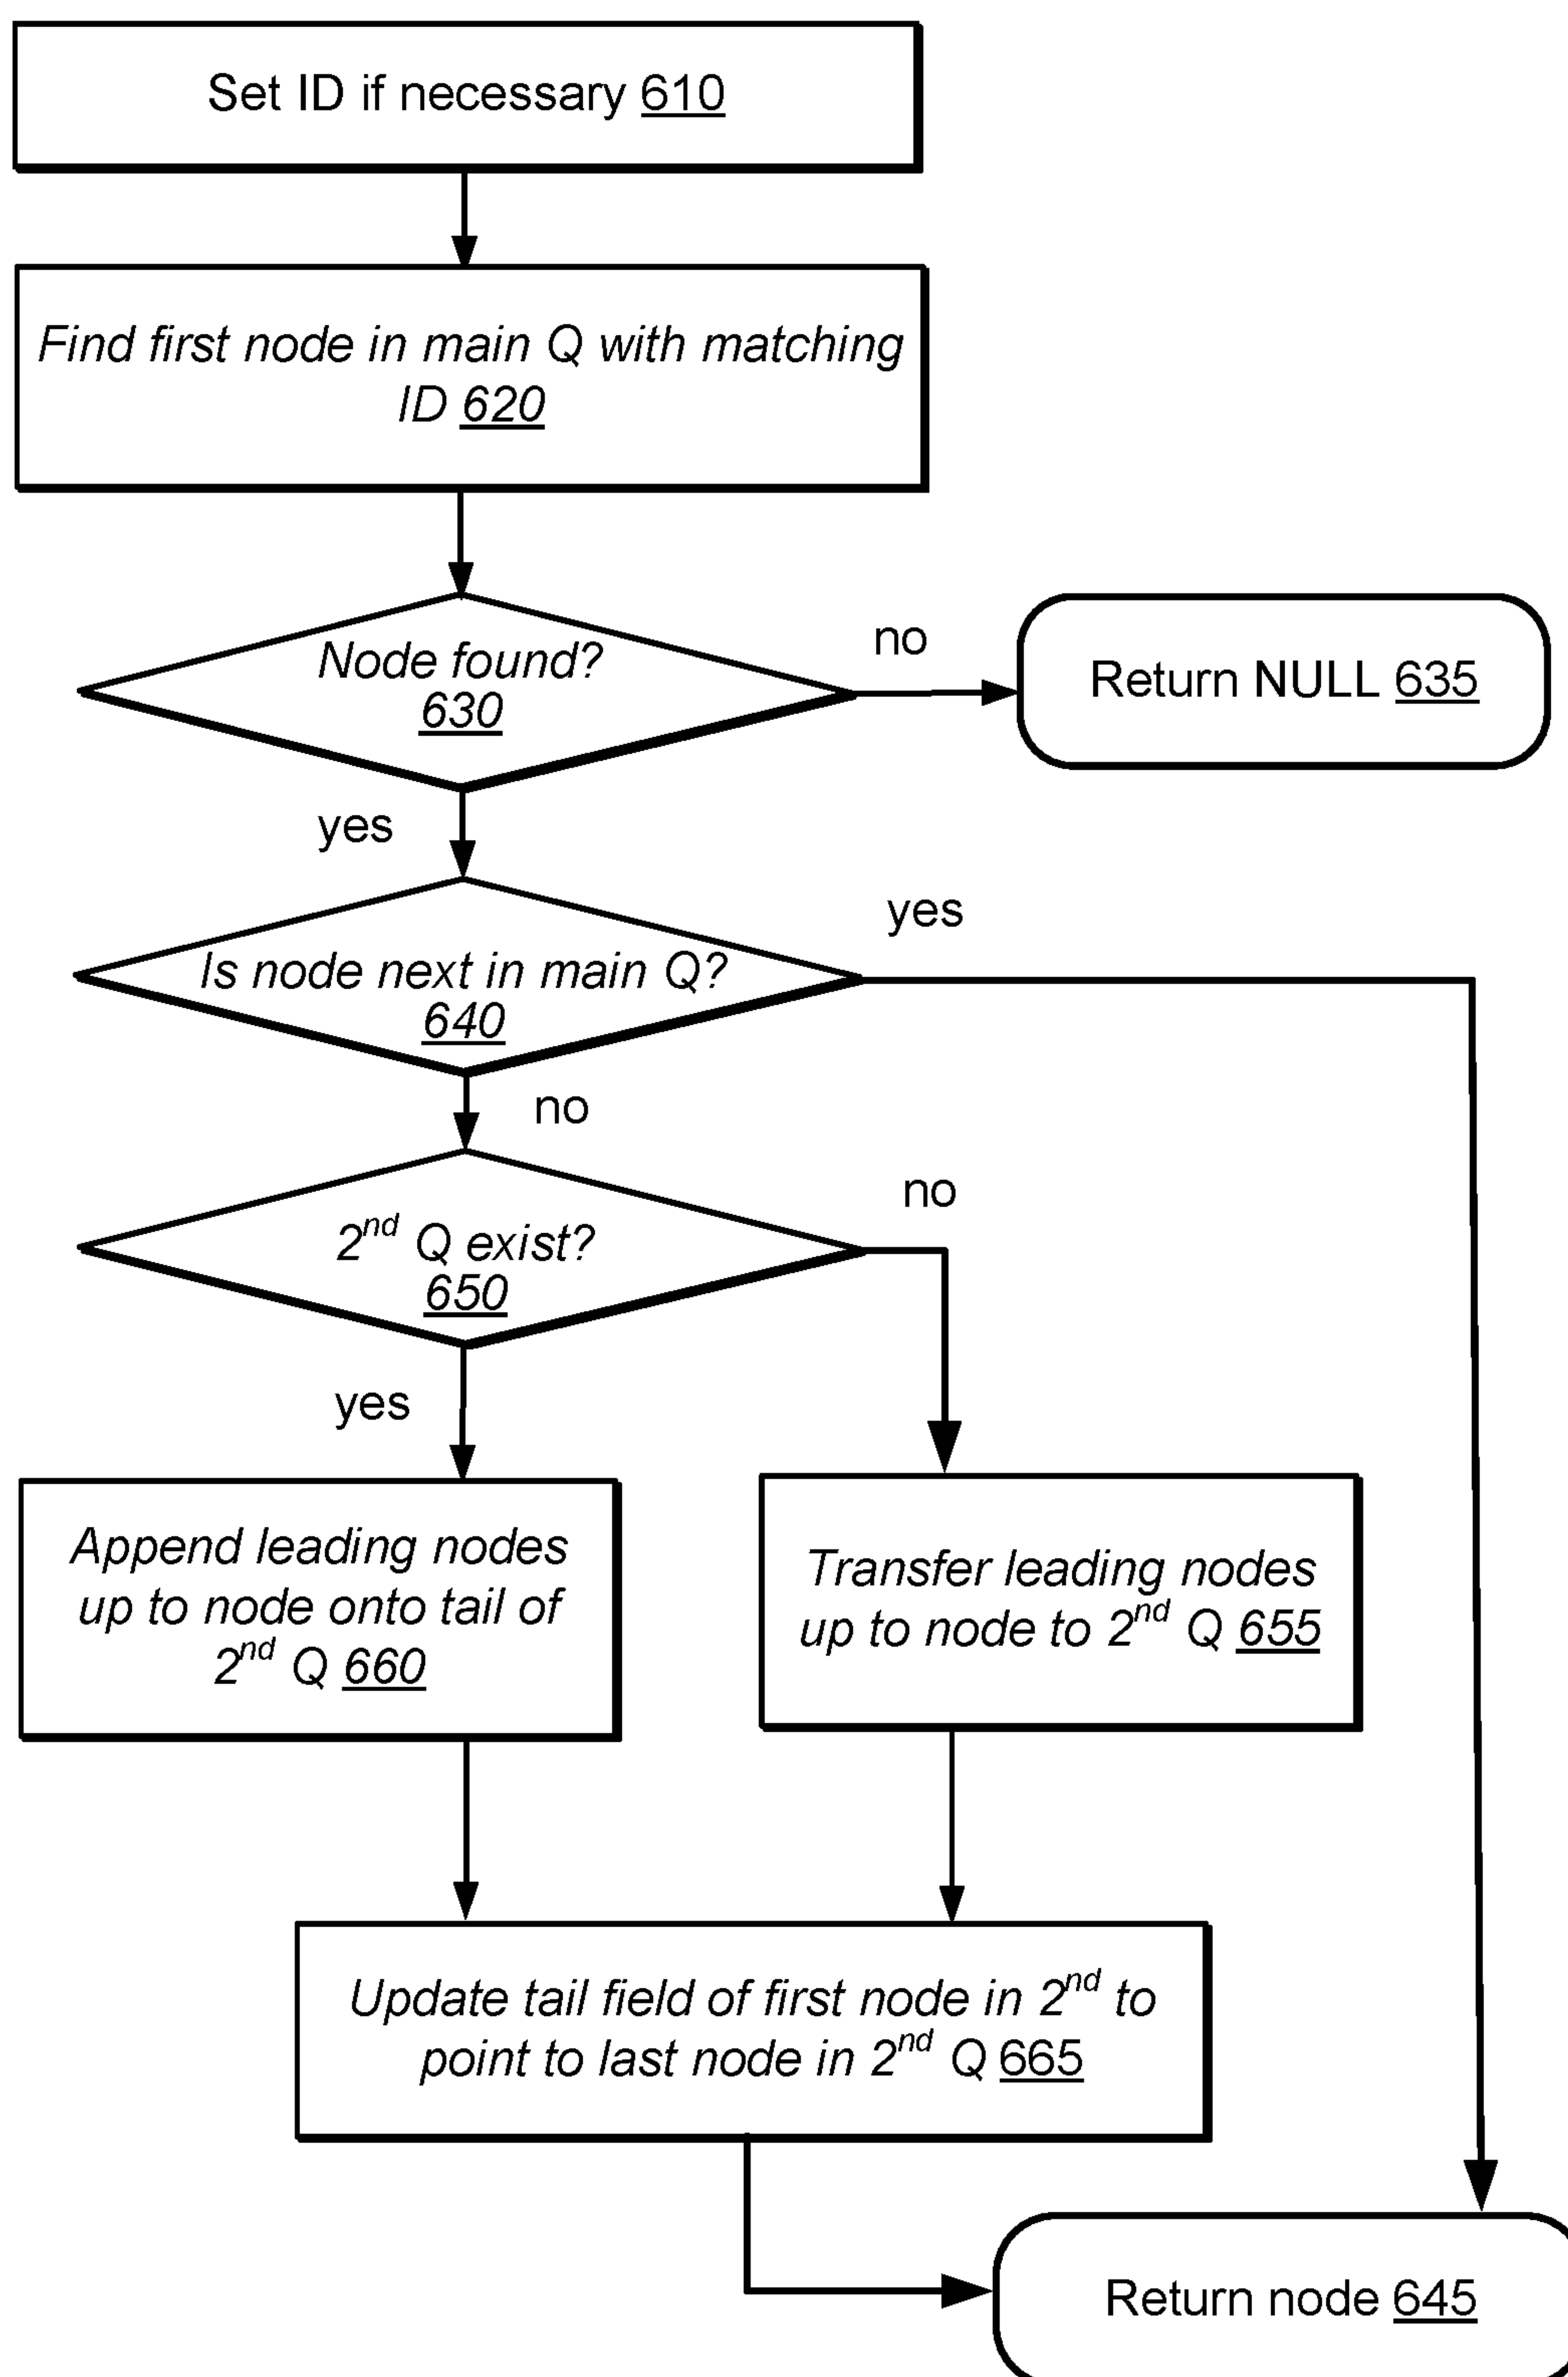 Set ID if necessary 610
Find first node in main Q with matching
ID 620
Node found?
630
no
Return NULL 635
yes
Is node next in main Q?
640
yes
no
2nd Q exist?
650
no
yes
Append leading nodes
up to node onto tail of
2nd Q 660
Transfer leading nodes
up to node to 2nd Q 655
Update tail field of first node in 2nd to
point to last node in 2nd Q 665
Return node 645